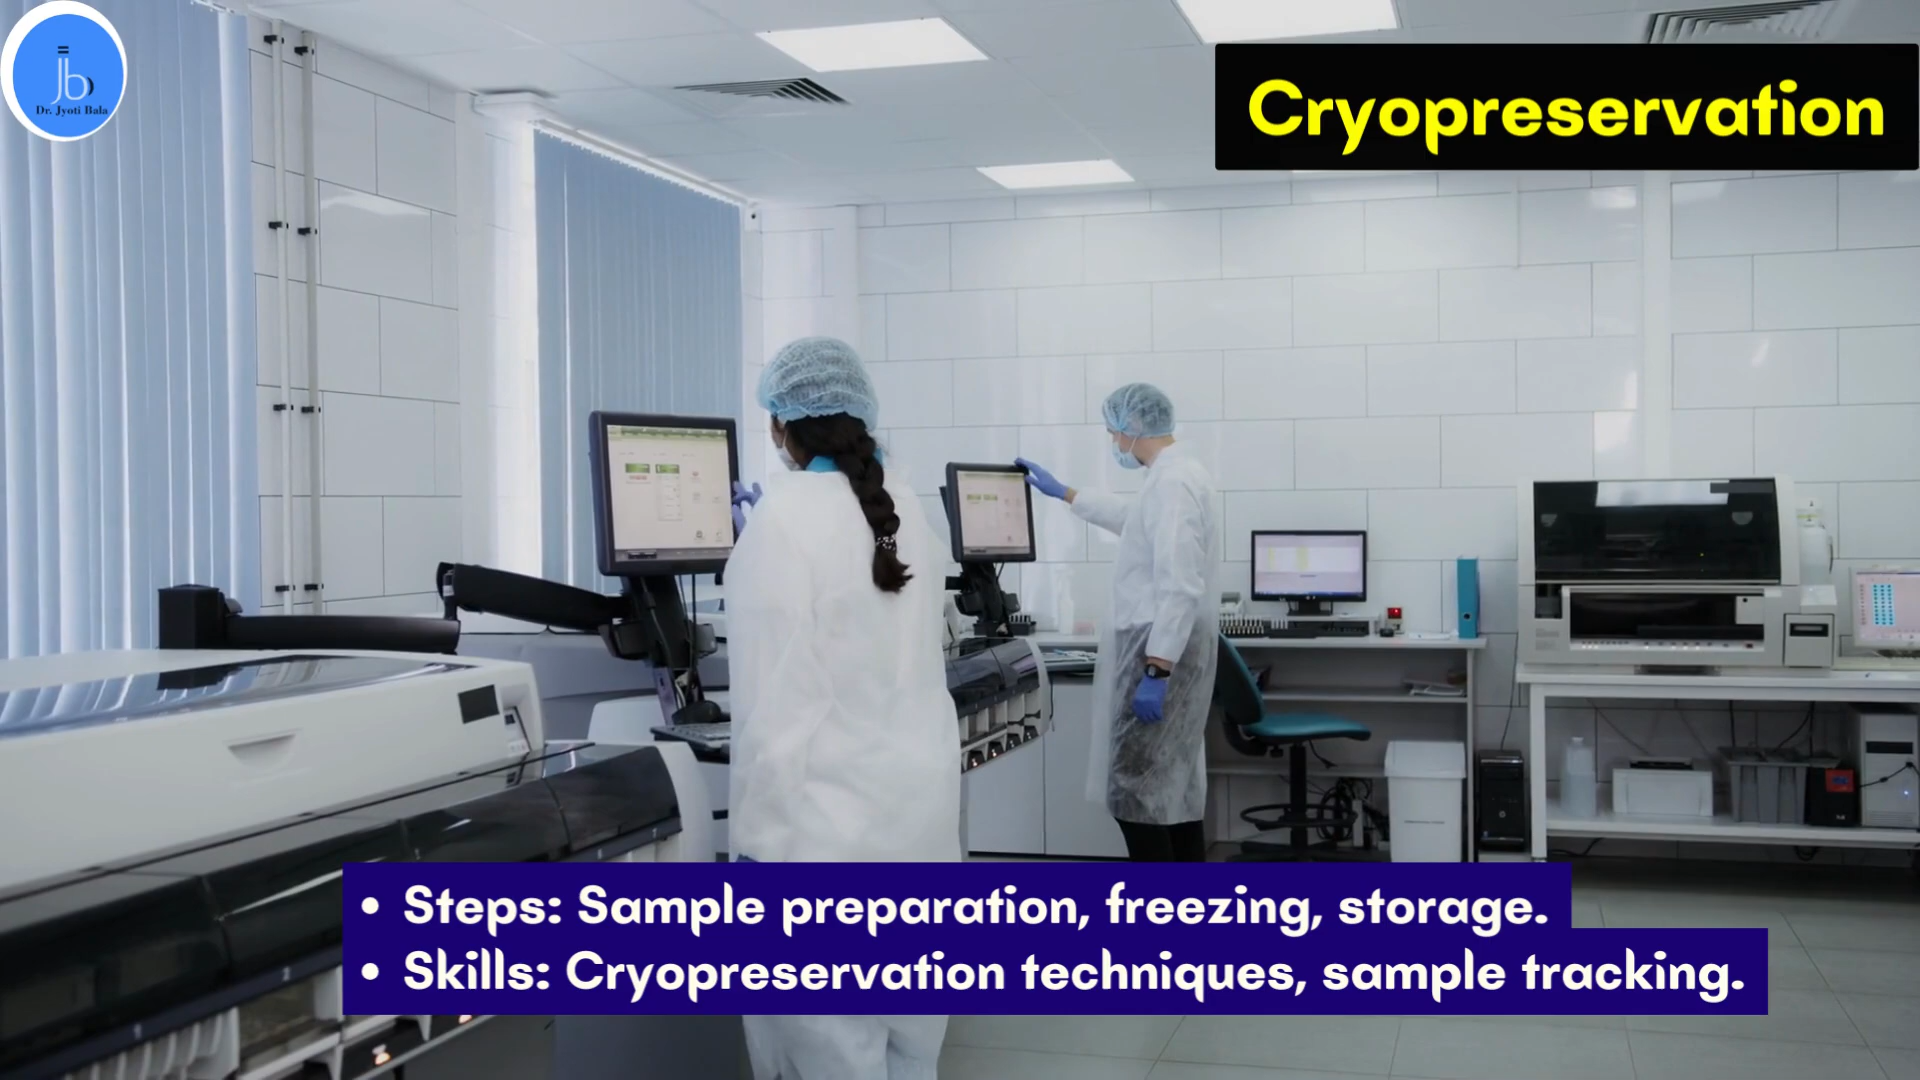 Dr. Jyoti Bala
Cryopreservation
• Steps: Sample preparation, freezing, storage.
• Skills: Cryopreservation techniques, sample tracking.